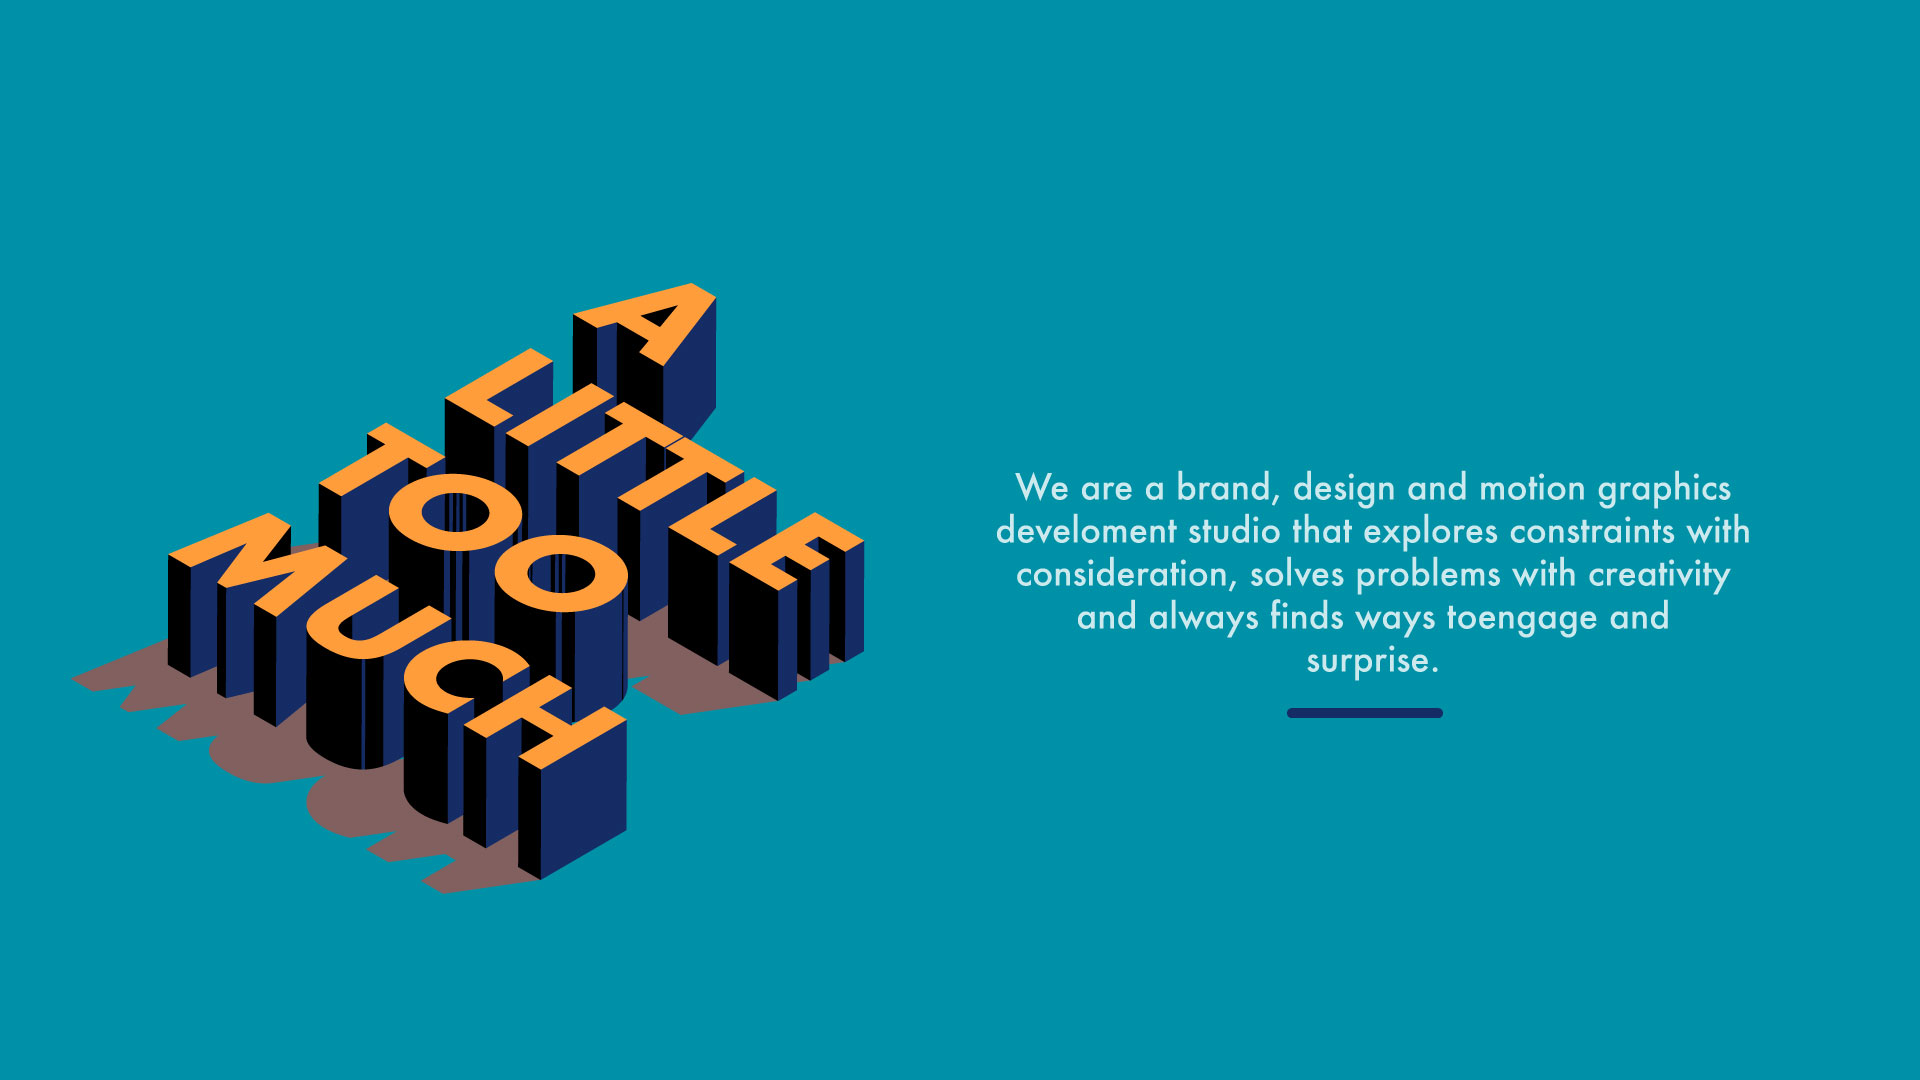 A
LITTLE
TOO
MUCH
We are a brand, design and motion graphics
develoment studio that explores constraints with
consideration, solves problems with creativity
and always finds ways toengage and
surprise.